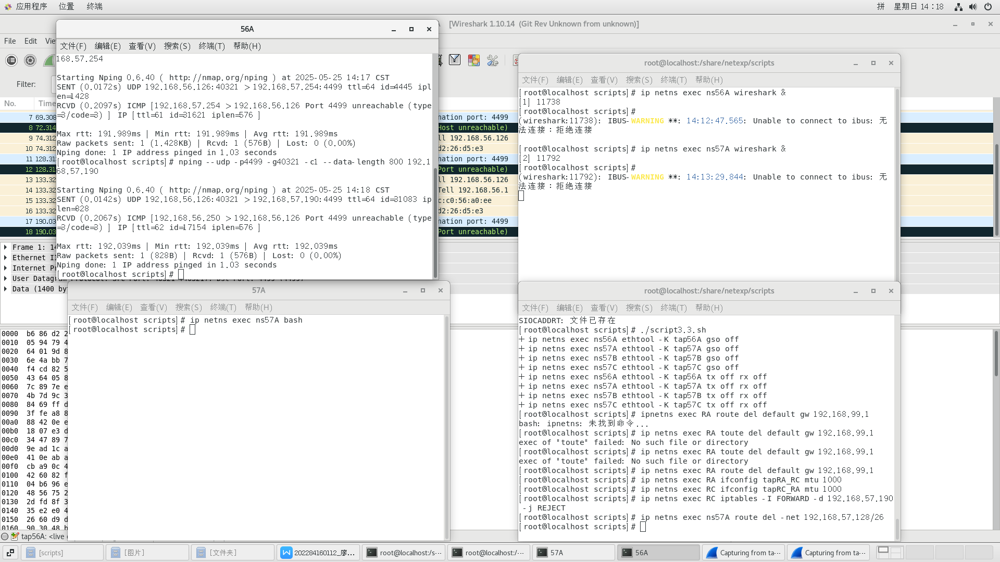 应用程序 位置 终端
拼 星期日 14：18
[Wireshark 1.10.14 (Git Rev Unknown from unknown)]
File Edit
Filter:
No. Time
7 69.308
8 72.314
9 74.312
10 74.312
11 128.31
12 128.31
13 133.32
14 133.32
15 133.32
16 133.32
17 190.03
18 190.03
nation port: 4499
Host unreachable)
ll 192.168.56.126
d2:26:d5:e3
nation port: 4499
Port unreachable)
ll 192.168.56.126
Tell 192.168.56.1
c:c0:56:a0:ee
d2:26:d5:e3
nation port: 4499
Port unreachable)
Frame 1: 14
Ethernet II
Internet Pr
Data (1400 by
0000 b6 86 d2 2
0010 05 94 79 4
0020 64 01 9d 8
0030 6e 4a bb 7
0040 f4 cd 82 5
0050 43 64 05 8
0060 7c 89 7e e
0070 4b 7d 9c 3
0080 84 69 ff d
0090 3f fe a8 8
00a0 88 42 0e e
00b0 18 07 e3 d
00c0 34 47 89 7
00d0 9e ad 1c a
00e0 41 0e ab a
00f0 cb a9 0c 4
0100 42 60 82 f
0110 04 b6 96 e
0120 48 56 75 2
0130 2d fd 8f 3
0140 35 e2 e0 4
0150 26 60 d9 d
0160 90 30 48 b
tap56A: <live
56A
文件(F) 编辑(E) 查看(V) 搜索(S) 终端(T) 帮助(H)
168.57.254
Starting Nping 0.6.40 ( http://nmap.org/nping ) at 2025-05-25 14:17 CST
SENT (0.0172s) UDP 192.168.56.126:40321 > 192.168.57.254:4499 ttl=64 id=4445 ipl
en=1428
RCVD (0.2097s) ICMP [192.168.57.254 > 192.168.56.126 Port 4499 unreachable (type
=3/code=3) ] IP [ttl=61 id=31621 iplen=576 ]
Max rtt: 191.989ms | Min rtt: 191.989ms | Avg rtt: 191.989ms
Raw packets sent: 1 (1.428KB) | Rcvd: 1 (576B) | Lost: 0 (0.00%)
Nping done: 1 IP address pinged in 1.03 seconds
[root@localhost scripts]# nping --udp -p4499 -g40321 -c1 --data-length 800 192.1
68.57.190
Starting Nping 0.6.40 ( http://nmap.org/nping ) at 2025-05-25 14:18 CST
SENT (0.0142s) UDP 192.168.56.126:40321 > 192.168.57.190:4499 ttl=64 id=31083 ip
len=828
RCVD (0.2067s) ICMP [192.168.56.250 > 192.168.56.126 Port 4499 unreachable (type
=3/code=3) ] IP [ttl=62 id=17154 iplen=576 ]
Max rtt: 192.039ms | Min rtt: 192.039ms | Avg rtt: 192.039ms
Raw packets sent: 1 (828B) | Rcvd: 1 (576B) | Lost: 0 (0.00%)
Nping done: 1 IP address pinged in 1.03 seconds
[root@localhost scripts]#
57A
文件(F) 编辑(E) 查看(V) 搜索(S) 终端(T) 帮助(H)
[root@localhost scripts]# ip netns exec ns57A bash
[root@localhost scripts]#
root@localhost:/share/netexp/scripts
文件(F) 编辑(E) 查看(V) 搜索(S) 终端(T) 帮助(H)
[root@localhost scripts]# ip netns exec ns56A wireshark &
[1] 11738
[root@localhost scripts]#
(wireshark:11738): IBUS-WARNING **: 14:12:47.565: Unable to connect to ibus: 无
法连接：拒绝连接
[root@localhost scripts]# ip netns exec ns57A wireshark &
[2] 11792
[root@localhost scripts]#
(wireshark:11792): IBUS-WARNING **: 14:13:29.844: Unable to connect to ibus: 无
法连接：拒绝连接
root@localhost:/share/netexp/scripts
文件(F) 编辑(E) 查看(V) 搜索(S) 终端(T) 帮助(H)
SIOCADDRT: 文件已存在
[root@localhost scripts]# ./script3.3.sh
+ ip netns exec ns56A ethtool -K tap56A gso off
+ ip netns exec ns57A ethtool -K tap57A gso off
+ ip netns exec ns57B ethtool -K tap57B gso off
+ ip netns exec ns57C ethtool -K tap57C gso off
+ ip netns exec ns56A ethtool -K tap56A tx off rx off
+ ip netns exec ns57A ethtool -K tap57A tx off rx off
+ ip netns exec ns57B ethtool -K tap57B tx off rx off
+ ip netns exec ns57C ethtool -K tap57C tx off rx off
[root@localhost scripts]# ipnetns exec RA route del default gw 192.168.99.1
bash: ipnetns: 未找到命令...
[root@localhost scripts]# ip netns exec RA toute del default gw 192.168.99.1
exec of "toute" failed: No such file or directory
[root@localhost scripts]# ip netns exec RA toute del default gw 192.168.99.1
exec of "toute" failed: No such file or directory
[root@localhost scripts]# ip netns exec RA route del default gw 192.168.99.1
[root@localhost scripts]# ip netns exec RA ifconfig tapRA_RC mtu 1000
[root@localhost scripts]# ip netns exec RC ifconfig tapRC_RA mtu 1000
[root@localhost scripts]# ip netns exec RC iptables -I FORWARD -d 192.168.57.190
-j REJECT
[root@localhost scripts]# ip netns exec ns57A route del -net 192.168.57.128/26
[root@localhost scripts]#
[scripts] [图片] [文件夹] 202284160112_廖... root@localhost:/s... root@localhost:/... 57A 56A Capturing from ta... Capturing from ta...